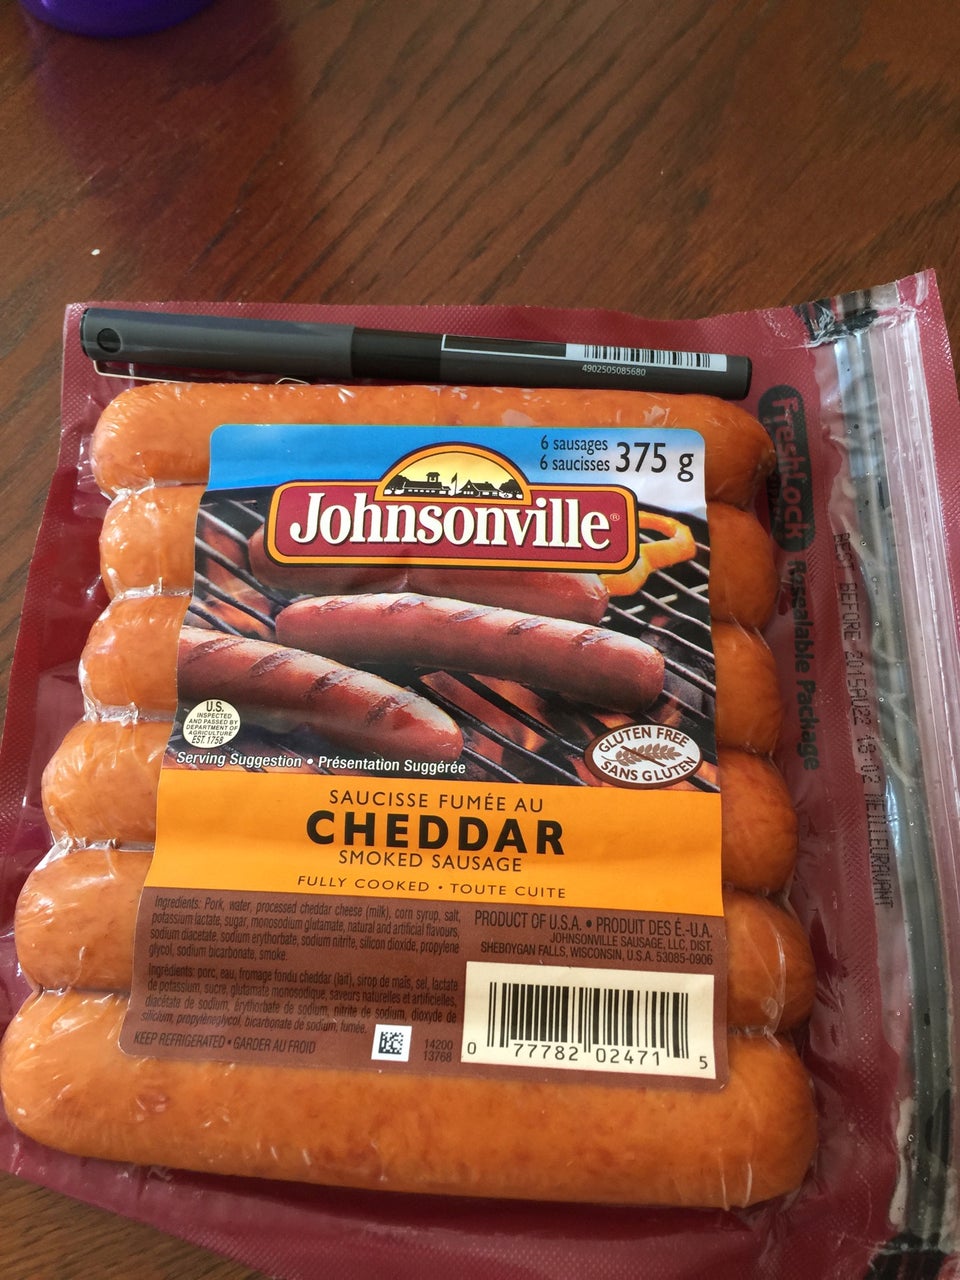 4902505085680
6 sausages
6 saucisses 375 g
Johnsonville®
FreshLock
Resealable Package
U.S.
INSPECTED
AND PASSED BY
DEPARTMENT OF
AGRICULTURE
EST. 1758
GLUTEN FREE
SANS GLUTEN
Serving Suggestion • Présentation Suggérée
SAUCISSE FUMÉE AU
CHEDDAR
SMOKED SAUSAGE
FULLY COOKED • TOUTE CUITE
Ingredients: Pork, water, processed cheddar cheese (milk), corn syrup, salt,
potassium lactate, sugar, monosodium glutamate, natural and artificial flavours,
sodium diacetate, sodium erythorbate, sodium nitrite, silicon dioxide, propylene
glycol, sodium bicarbonate, smoke.
Ingrédients: porc, eau, fromage fondu cheddar (lait), sirop de maïs, sel, lactate
de potassium, sucre, glutamate monosodique, saveurs naturelles et artificielles,
diacétate de sodium, érythorbate de sodium, nitrite de sodium, dioxyde de
silicium, propylèneglycol, bicarbonate de sodium, fumée.
KEEP REFRIGERATED • GARDER AU FROID
14200
13768
PRODUCT OF U.S.A. • PRODUIT DES É.-U.A.
JOHNSONVILLE SAUSAGE, LLC, DIST.
SHEBOYGAN FALLS, WISCONSIN, U.S.A. 53085-0906
0 77782 02471 5
BEST BEFORE 2015AU22 MEILLEURAVANT